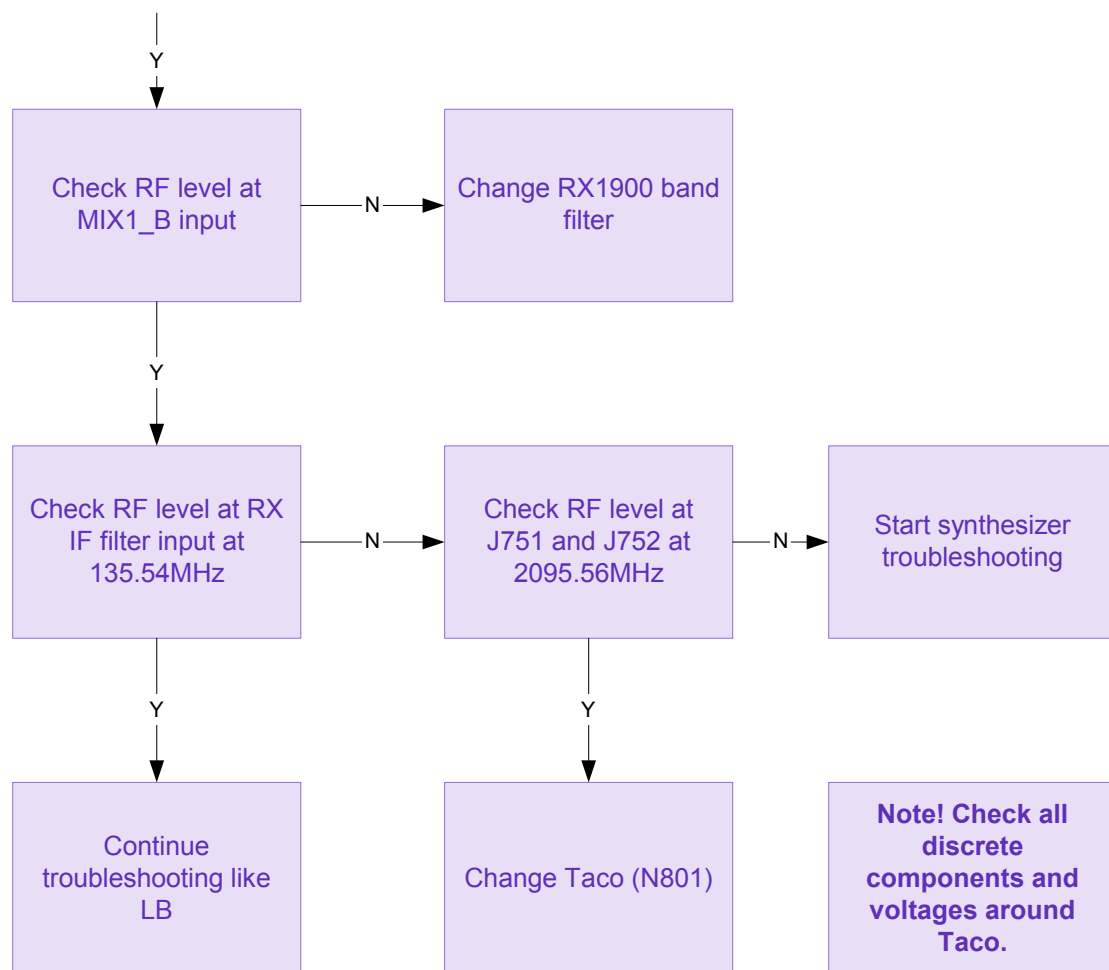 Y
Check RF level at
MIX1_B input
N
Change RX1900 band
filter
Y
Check RF level at RX
IF filter input at
135.54MHz
N
Check RF level at
J751 and J752 at
2095.56MHz
N
Start synthesizer
troubleshooting
Y
Y
Continue
troubleshooting like
LB
Change Taco (N801)
Note! Check all
discrete
components and
voltages around
Taco.